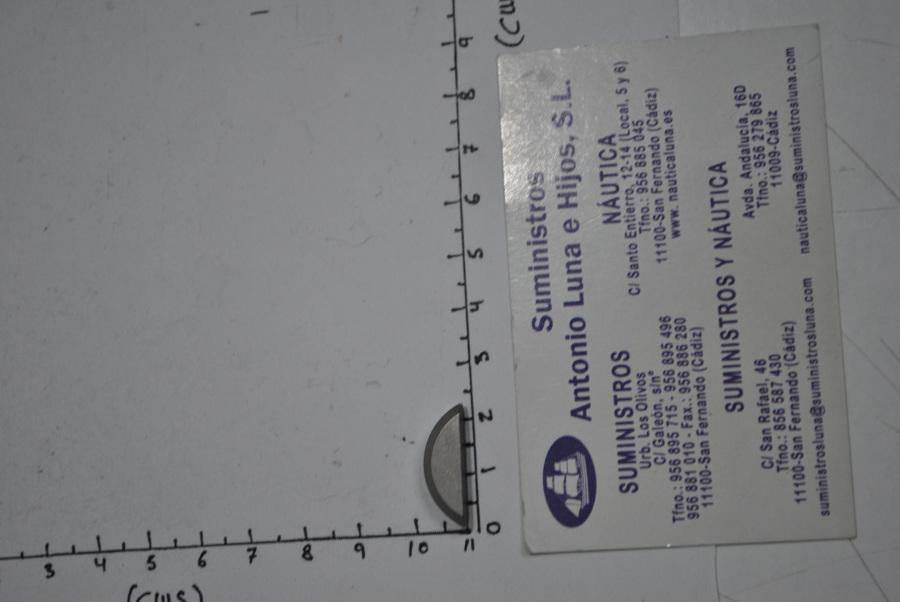 (cms)
3 4 5 6 7 8 9 10 11
0 1 2 3 4 5 6 7 8 9
Suministros
Antonio Luna e Hijos, S.L.
SUMINISTROS
Urb. Los Olivos
C/ Galeón, s/nº
Tfno.: 956 895 715 - 956 895 496
956 881 010 - Fax.: 956 886 280
11100-San Fernando (Cádiz)
NÁUTICA
C/ Santo Entierro, 12-14 (Local, 5 y 6)
Tfno.: 956 885 045
11100-San Fernando (Cádiz)
www. nauticaluna.es
SUMINISTROS Y NÁUTICA
C/ San Rafael, 46
Tfno.: 856 587 430
11100-San Fernando (Cádiz)
Avda. Andalucía, 16D
Tfno.: 956 279 865
11009-Cádiz
suministrosluna@suministrosluna.com
nauticaluna@suministrosluna.com